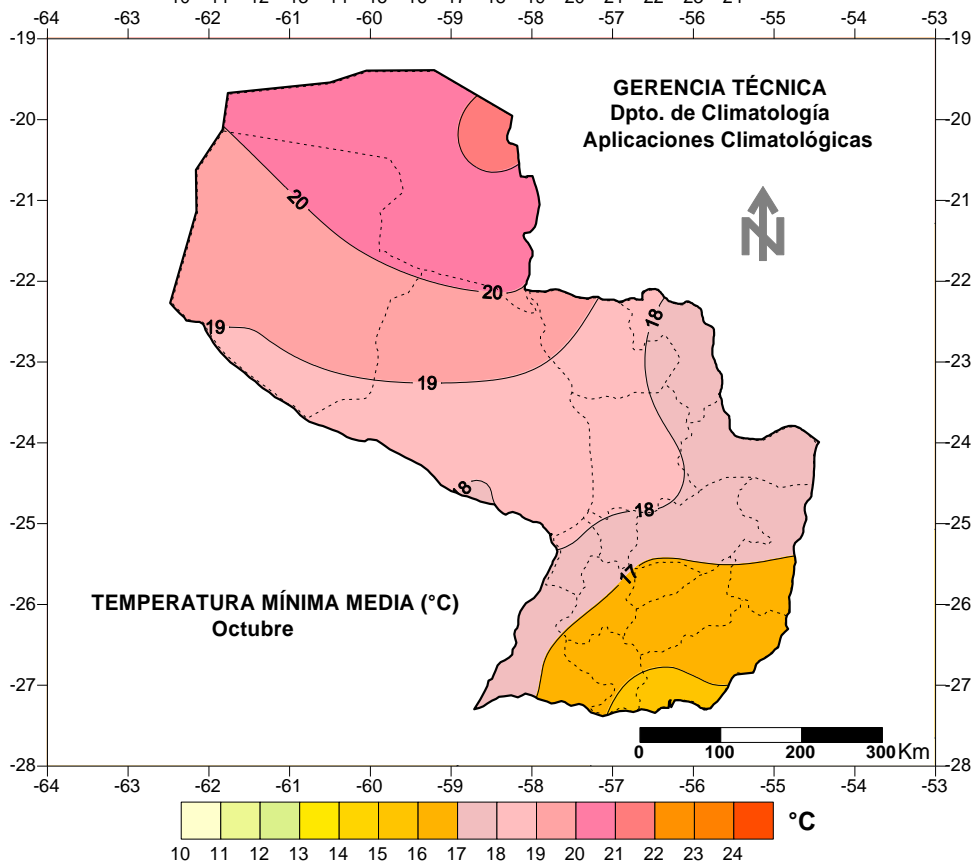 -64 -63 -62 -61 -60 -59 -58 -57 -56 -55 -54 -53
-19 -19
GERENCIA TÉCNICA
Dpto. de Climatología
Aplicaciones Climatológicas
-20 -20
-21 -21
20
N
-22 -22
20
18
19
-23 -23
19
-24 -24
18
18
-25 -25
17
TEMPERATURA MÍNIMA MEDIA (°C)
Octubre
-26 -26
-27 -27
0 100 200 300 Km
-28 -28
-64 -63 -62 -61 -60 -59 -58 -57 -56 -55 -54 -53
°C
10 11 12 13 14 15 16 17 18 19 20 21 22 23 24